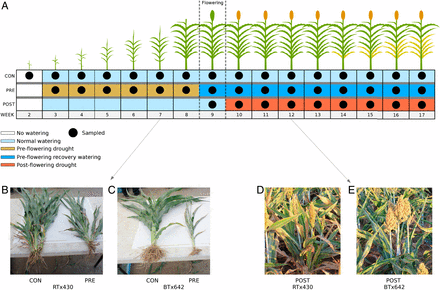 A
Flowering
CON
PRE
POST
WEEK 2 3 4 5 6 7 8 9 10 11 12 13 14 15 16 17
No watering
Normal watering
Pre-flowering drought
Pre-flowering recovery watering
Post-flowering drought
Sampled
B C D E
CON PRE CON PRE POST POST
RTx430 BTx642 RTx430 BTx642